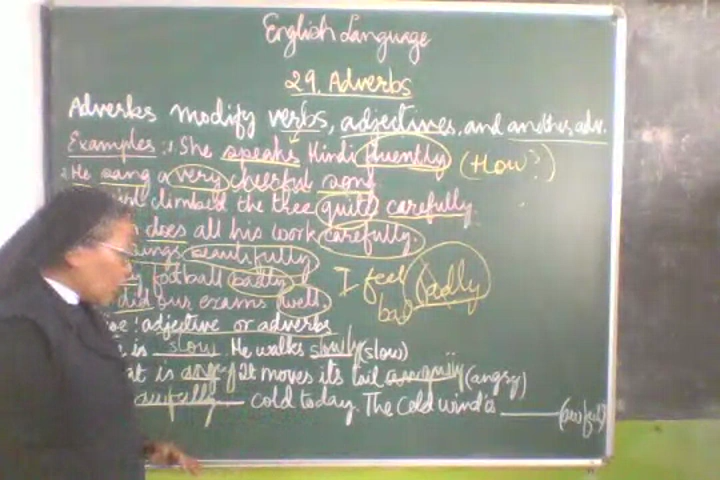 English Language
29. Adverbs
Adverbs modify verbs, adjectives, and another adv.
Examples :- 1. She speaks Hindi fluently (How?)
2. He sang a very cheerful song.
climbed the tree quite carefully.
does all his work carefully.
sings beautifully
football badly I feel badly
bad
did our exams well.
: adjective or adverbs
is slow. He walks slowly (slow)
is angry It moves its tail angrily (angry)
awfully cold today. The cold wind is ____ (awful)